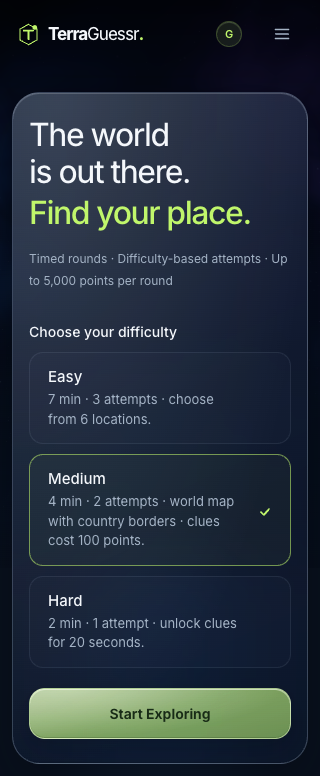 TerraGuessr.
G
The world
is out there.
Find your place.
Timed rounds · Difficulty-based attempts · Up
to 5,000 points per round
Choose your difficulty
Easy
7 min · 3 attempts · choose
from 6 locations.
Medium
4 min · 2 attempts · world map
with country borders · clues
cost 100 points.
Hard
2 min · 1 attempt · unlock clues
for 20 seconds.
Start Exploring